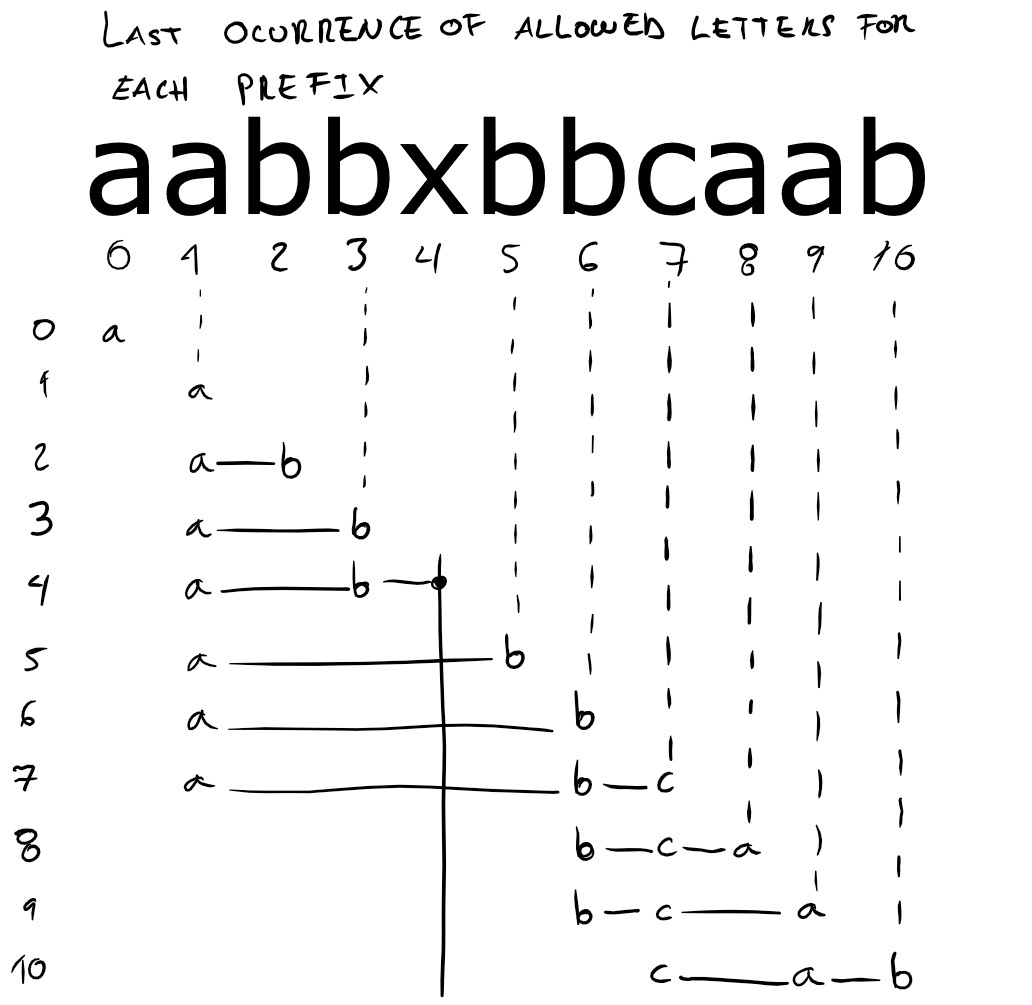 LAST OCURRENCE OF ALLOWED LETTERS FOR
EACH PREFIX
aabbxbbcaab
0 1 2 3 4 5 6 7 8 9 10
0 a
1 a
2 a b
3 a b
4 a b
5 a b
6 a b
7 a b c
8 b c a
9 b c a
10 c a b